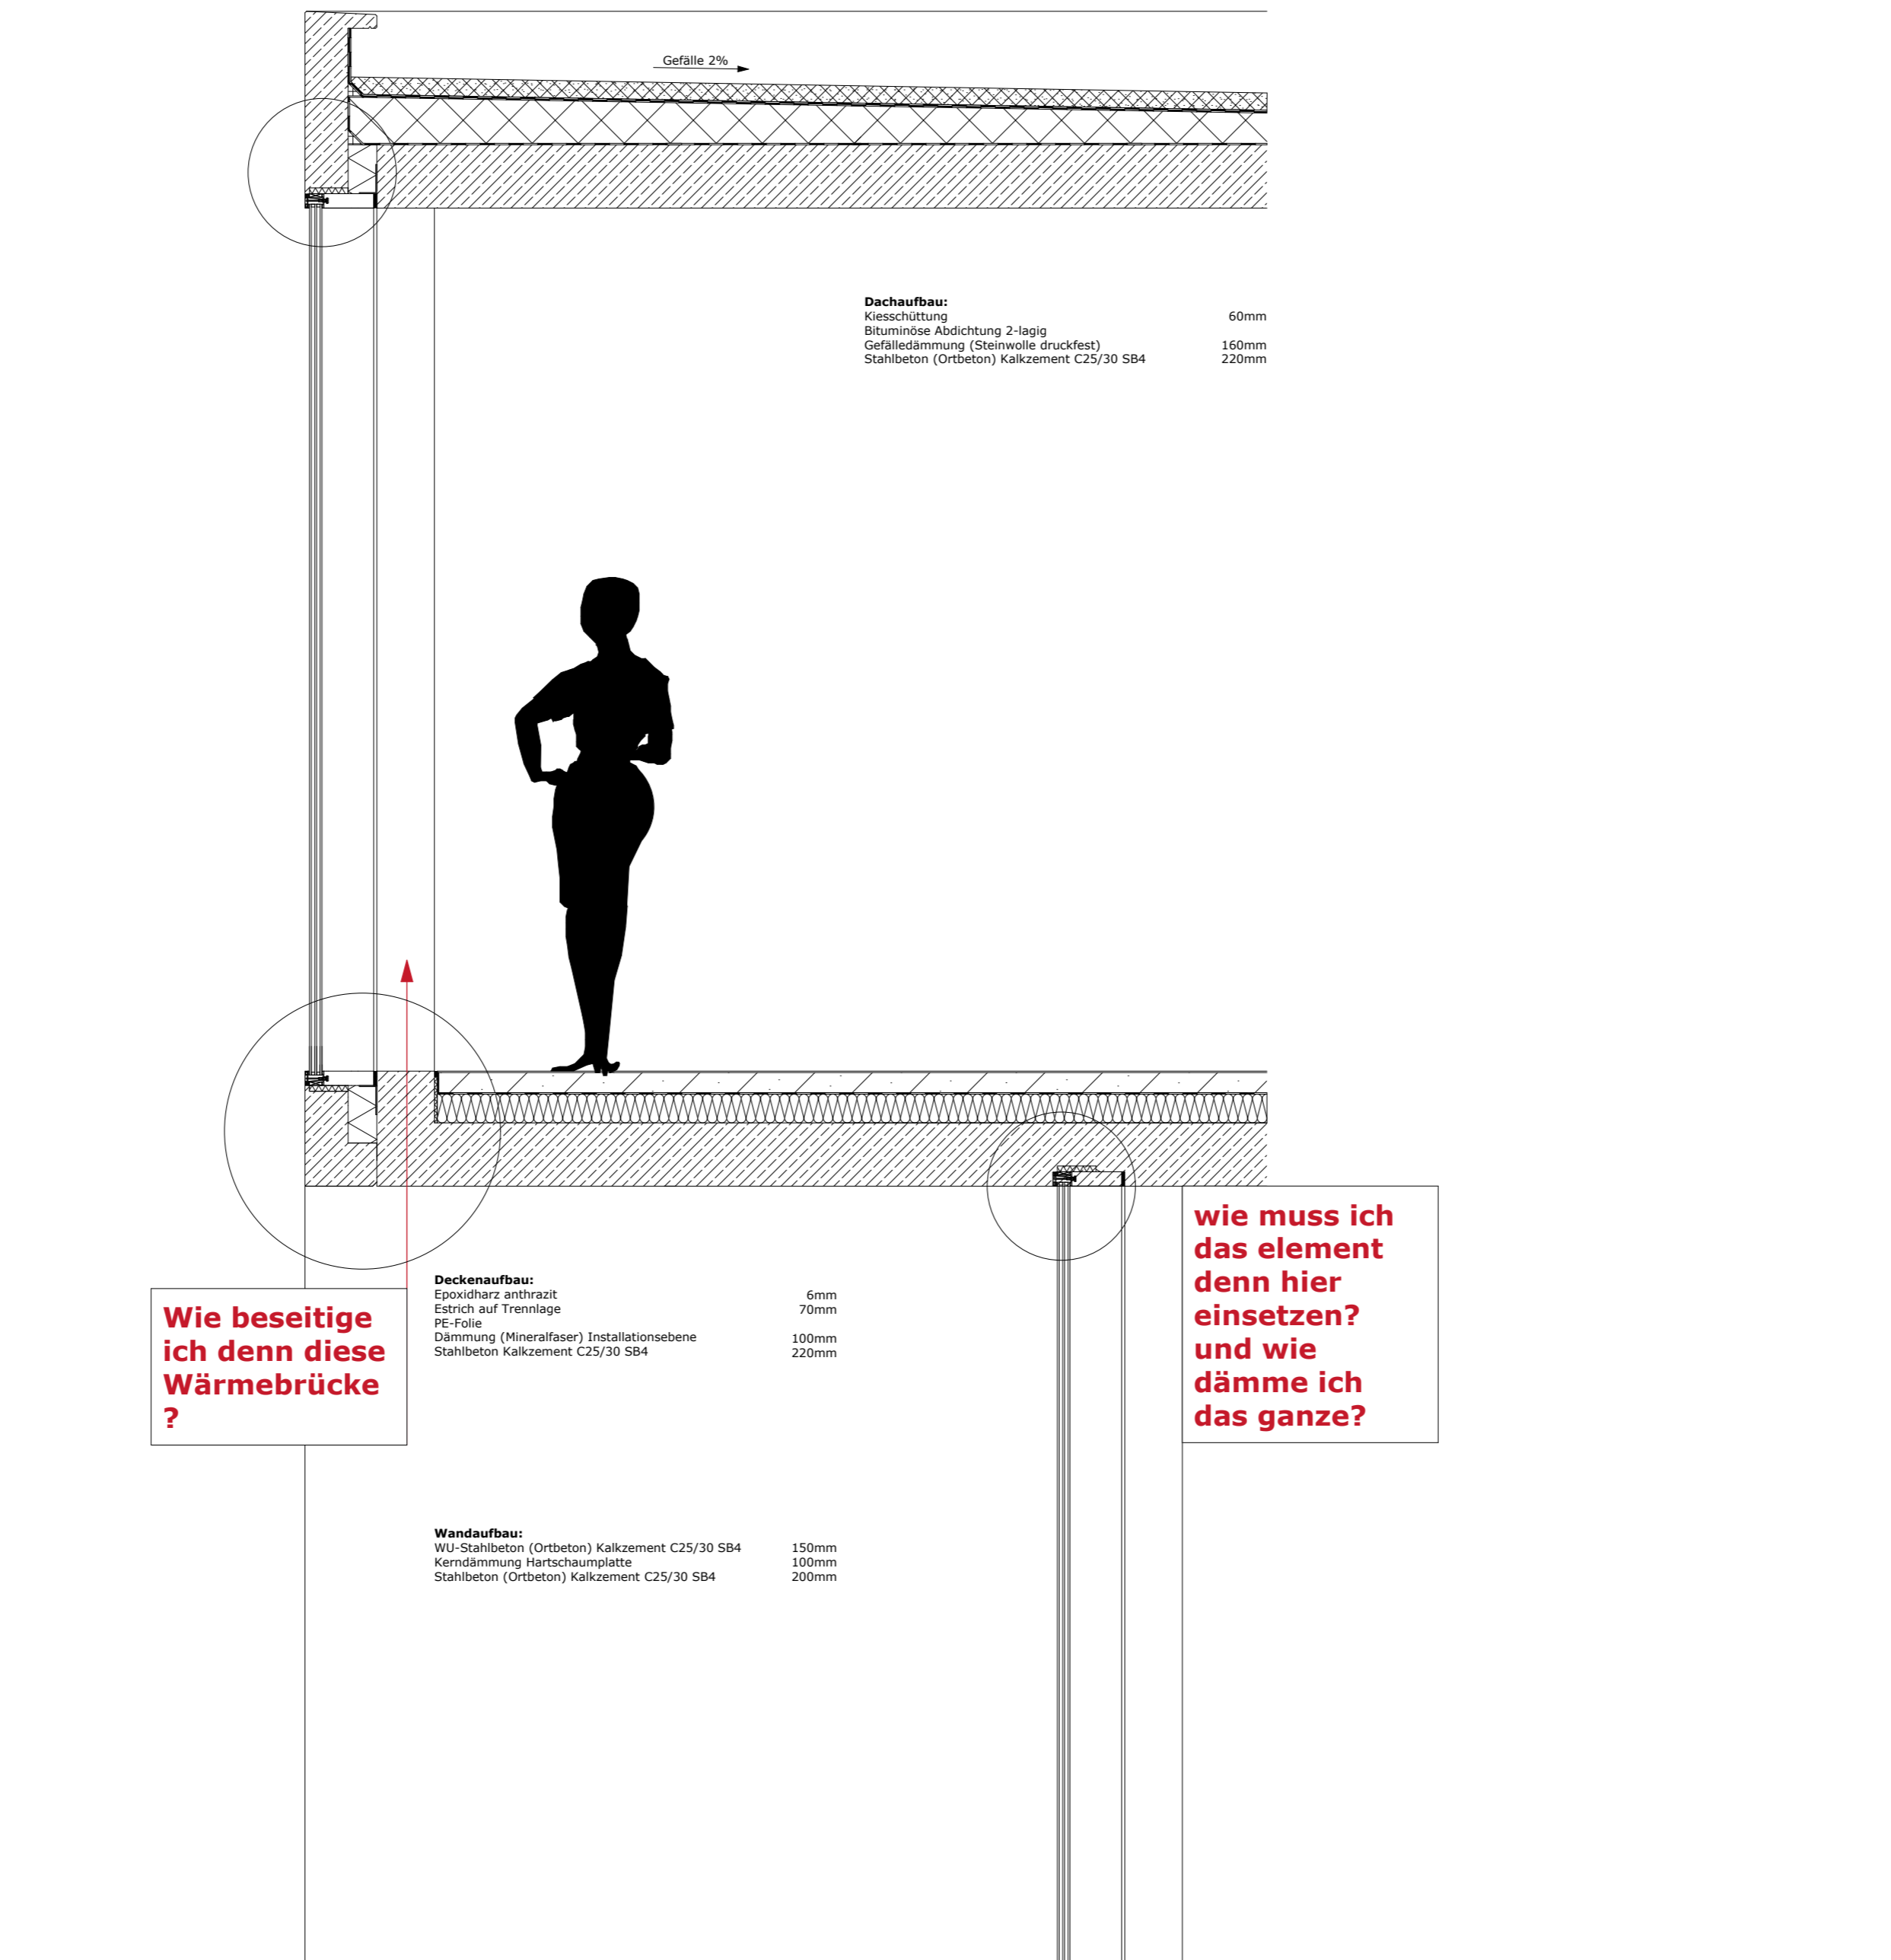 Gefälle 2%
Dachaufbau:
Kiesschüttung 60mm
Bituminöse Abdichtung 2-lagig
Gefälledämmung (Steinwolle druckfest) 160mm
Stahlbeton (Ortbeton) Kalkzement C25/30 SB4 220mm
wie muss ich
das element
denn hier
einsetzen?
und wie
dämme ich
das ganze?
Wie beseitige
ich denn diese
Wärmebrücke
?
Deckenaufbau:
Epoxidharz anthrazit 6mm
Estrich auf Trennlage 70mm
PE-Folie
Dämmung (Mineralfaser) Installationsebene 100mm
Stahlbeton Kalkzement C25/30 SB4 220mm
Wandaufbau:
WU-Stahlbeton (Ortbeton) Kalkzement C25/30 SB4 150mm
Kerndämmung Hartschaumplatte 100mm
Stahlbeton (Ortbeton) Kalkzement C25/30 SB4 200mm